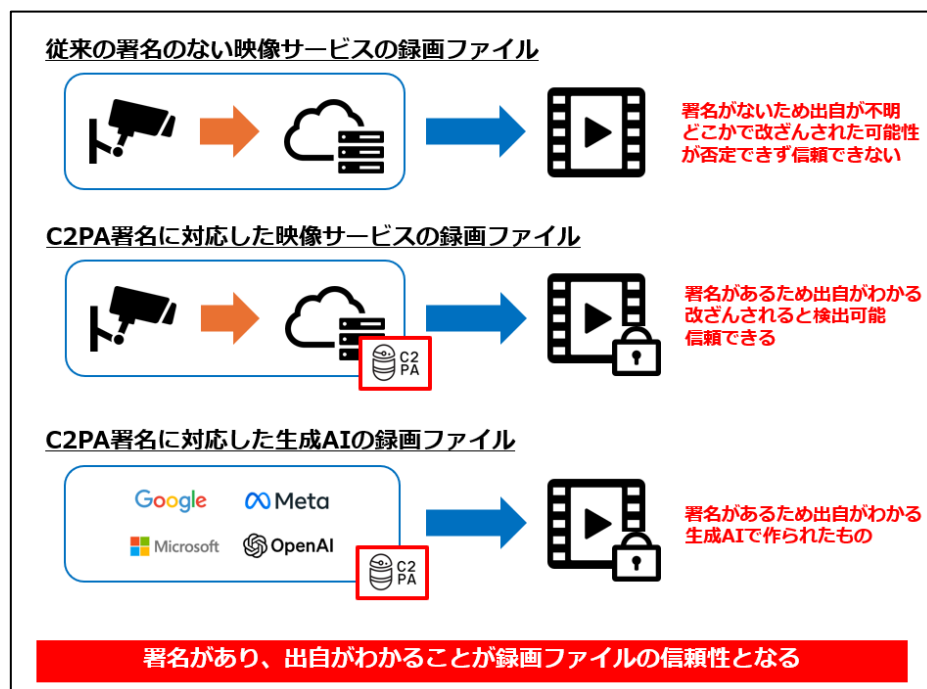 従来の署名のない映像サービスの録画ファイル
署名がないため出自が不明
どこかで改ざんされた可能性
が否定できず信頼できない
C2PA署名に対応した映像サービスの録画ファイル
C2
PA
署名があるため出自がわかる
改ざんされると検出可能
信頼できる
C2PA署名に対応した生成AIの録画ファイル
Google
Meta
Microsoft
OpenAI
C2
PA
署名があるため出自がわかる
生成AIで作られたもの
署名があり、出自がわかることが録画ファイルの信頼性となる